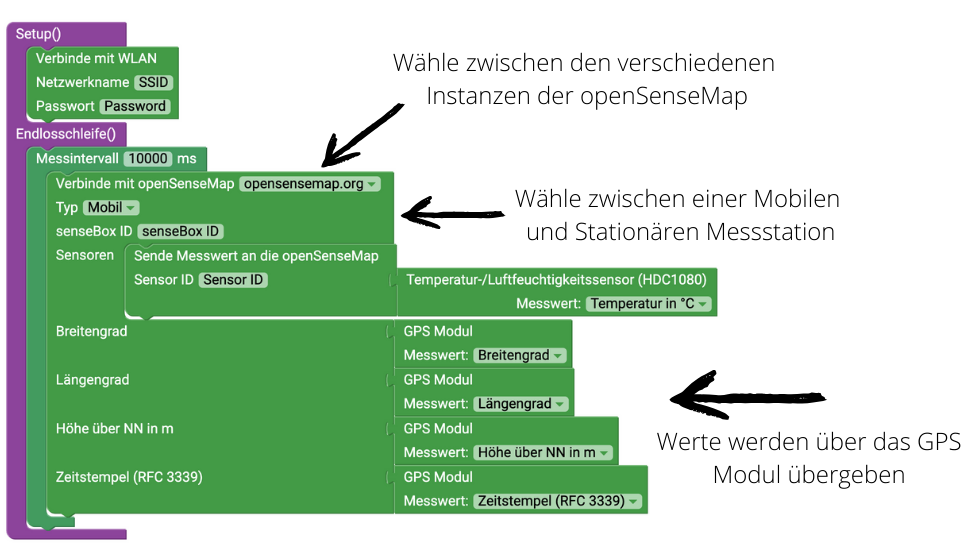 Setup()
Verbinde mit WLAN
Netzwerkname SSID
Passwort Password
Endlosschleife()
Messintervall 10000 ms
Verbinde mit openSenseMap opensensemap.org
Typ Mobil
senseBox ID senseBox ID
Sensoren Sende Messwert an die openSenseMap
Sensor ID Sensor ID Temperatur-/Luftfeuchtigkeitssensor (HDC1080)
Messwert: Temperatur in °C
Breitengrad GPS Modul
Messwert: Breitengrad
Längengrad GPS Modul
Messwert: Längengrad
Höhe über NN in m GPS Modul
Messwert: Höhe über NN in m
Zeitstempel (RFC 3339) GPS Modul
Messwert: Zeitstempel (RFC 3339)
Wähle zwischen den verschiedenen
Instanzen der openSenseMap
Wähle zwischen einer Mobilen
und Stationären Messstation
Werte werden über das GPS
Modul übergeben